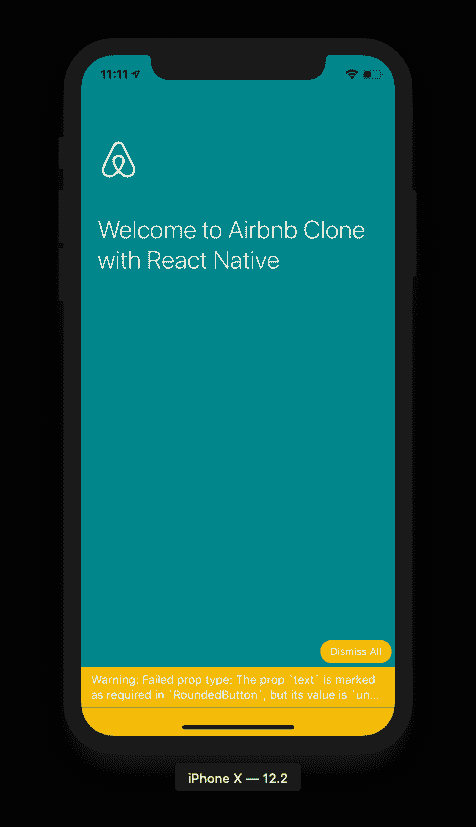 11:11
Welcome to Airbnb Clone
with React Native
Dismiss All
Warning: Failed prop type: The prop `text` is marked
as required in `RoundedButton`, but its value is `un...
iPhone X — 12.2